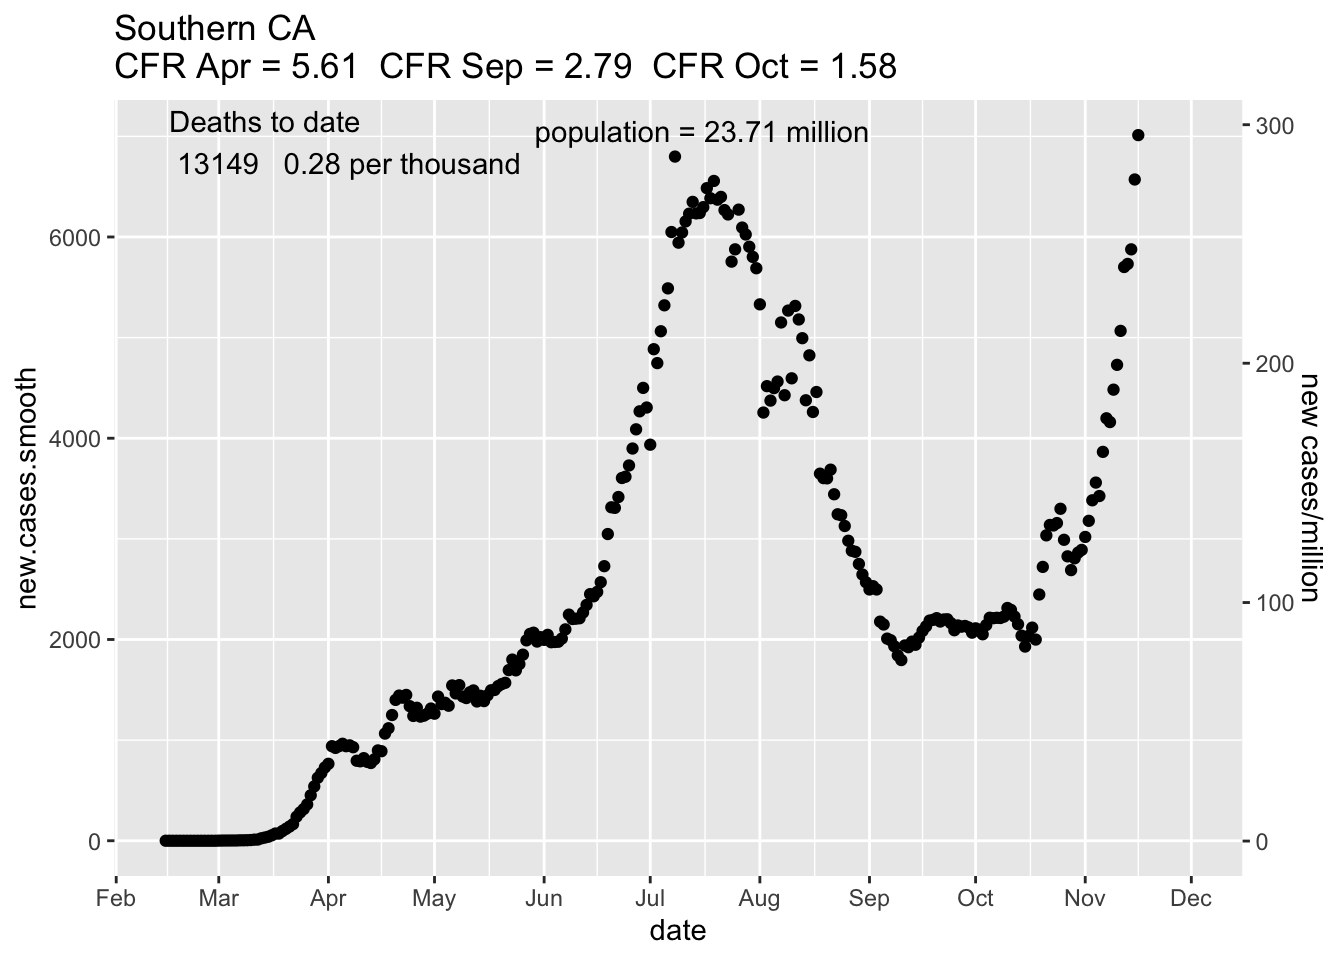 Southern CA
CFR Apr = 5.61  CFR Sep = 2.79  CFR Oct = 1.58
Deaths to date
13149   0.28 per thousand
population = 23.71 million
new.cases.smooth
6000
4000
2000
0
300
200
100
0
new cases/million
Feb Mar Apr May Jun Jul Aug Sep Oct Nov Dec
date